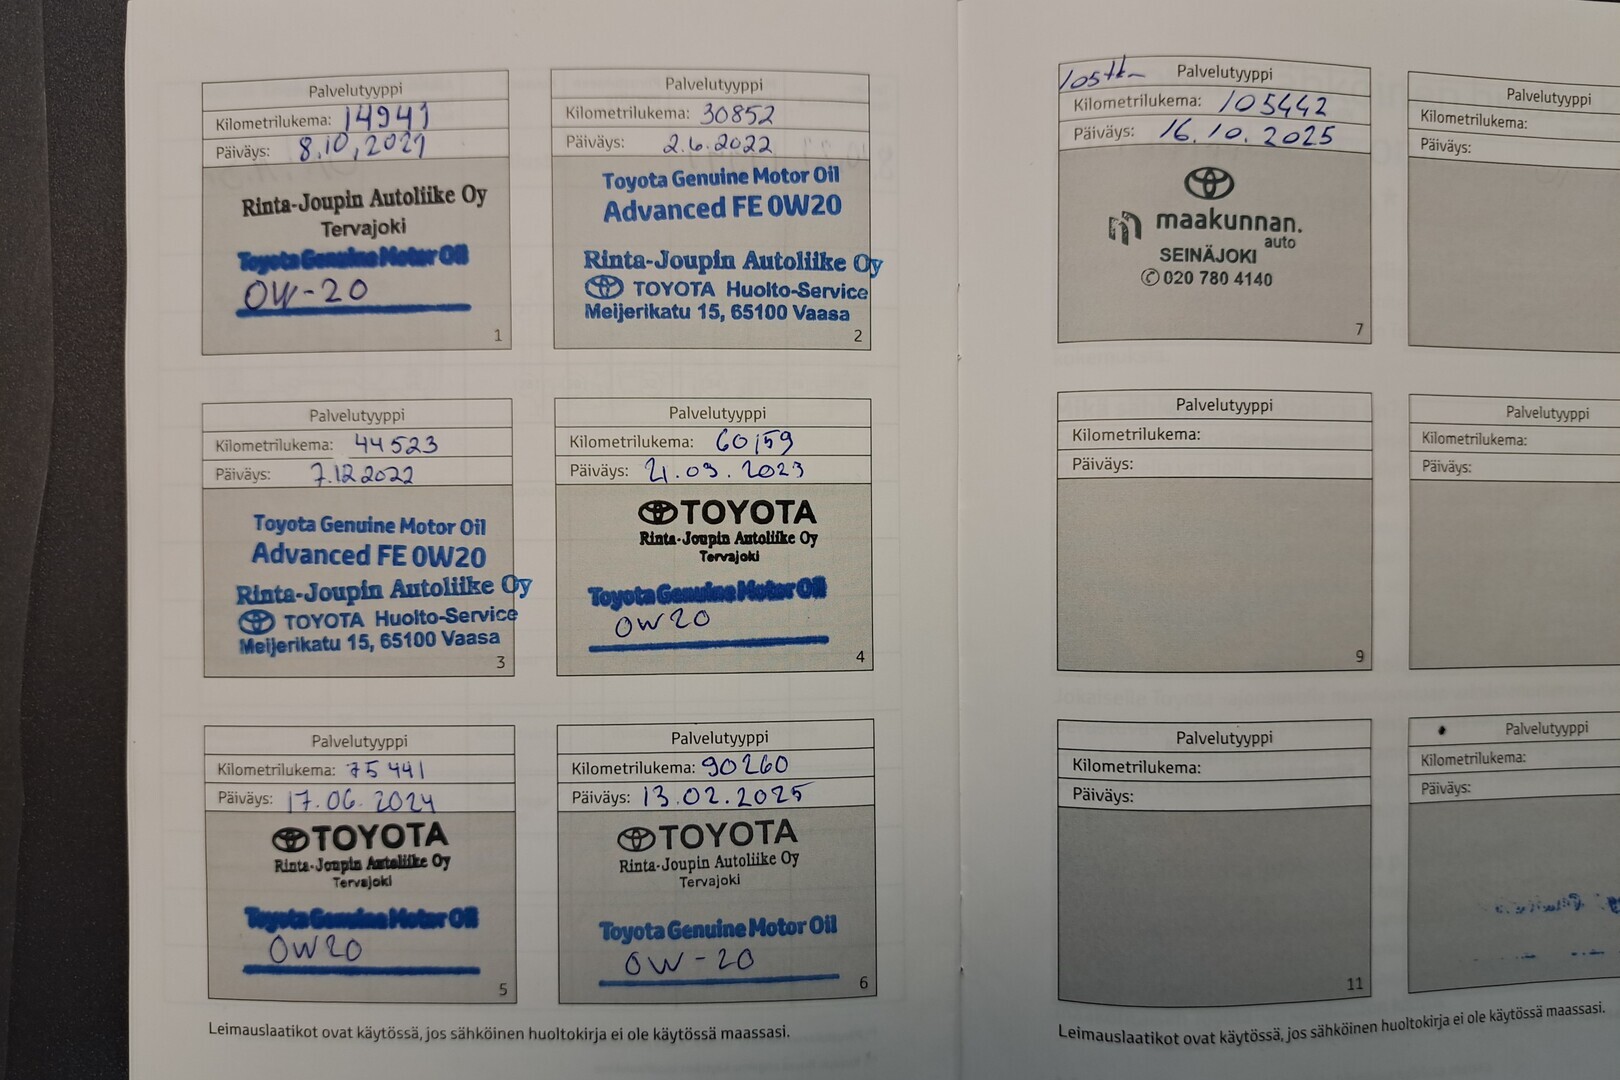 Palvelutyyppi
Kilometrilukema: 14941
Päiväys: 8.10,2021
Rinta-Joupin Autoliike Oy
Tervajoki
Toyota Genuine Motor Oil
0W-20
1
Palvelutyyppi
Kilometrilukema: 30852
Päiväys: 2.6.2022
Toyota Genuine Motor Oil
Advanced FE 0W20
Rinta-Joupin Autoliike Oy
TOYOTA Huolto-Service
Meijerikatu 15, 65100 Vaasa
2
Palvelutyyppi
Kilometrilukema: 44523
Päiväys: 7.12 2022
Toyota Genuine Motor Oil
Advanced FE 0W20
Rinta-Joupin Autoliike Oy
TOYOTA Huolto-Service
Meijerikatu 15, 65100 Vaasa
3
Palvelutyyppi
Kilometrilukema: 60159
Päiväys: 21.03.2023
TOYOTA
Rinta-Joupin Autoliike Oy
Tervajoki
Toyota Genuine Motor Oil
0W20
4
Palvelutyyppi
Kilometrilukema: 75441
Päiväys: 17.06.2024
TOYOTA
Rinta-Joupin Autoliike Oy
Tervajoki
Toyota Genuine Motor Oil
0W20
5
Palvelutyyppi
Kilometrilukema: 90260
Päiväys: 13.02.2025
TOYOTA
Rinta-Joupin Autoliike Oy
Tervajoki
Toyota Genuine Motor Oil
0W-20
6
Leimauslaatikot ovat käytössä, jos sähköinen huoltokirja ei ole käytössä maassasi.
105tk Palvelutyyppi
Kilometrilukema: 105442
Päiväys: 16.10.2025
maakunnan.
auto
SEINÄJOKI
✆ 020 780 4140
7
Palvelutyyppi
Kilometrilukema:
Päiväys:
Palvelutyyppi
Kilometrilukema:
Päiväys:
9
Palvelutyyppi
Kilometrilukema:
Päiväys:
Palvelutyyppi
Kilometrilukema:
Päiväys:
11
Palvelutyyppi
Kilometrilukema:
Päiväys:
Leimauslaatikot ovat käytössä, jos sähköinen huoltokirja ei ole käytössä maassasi.